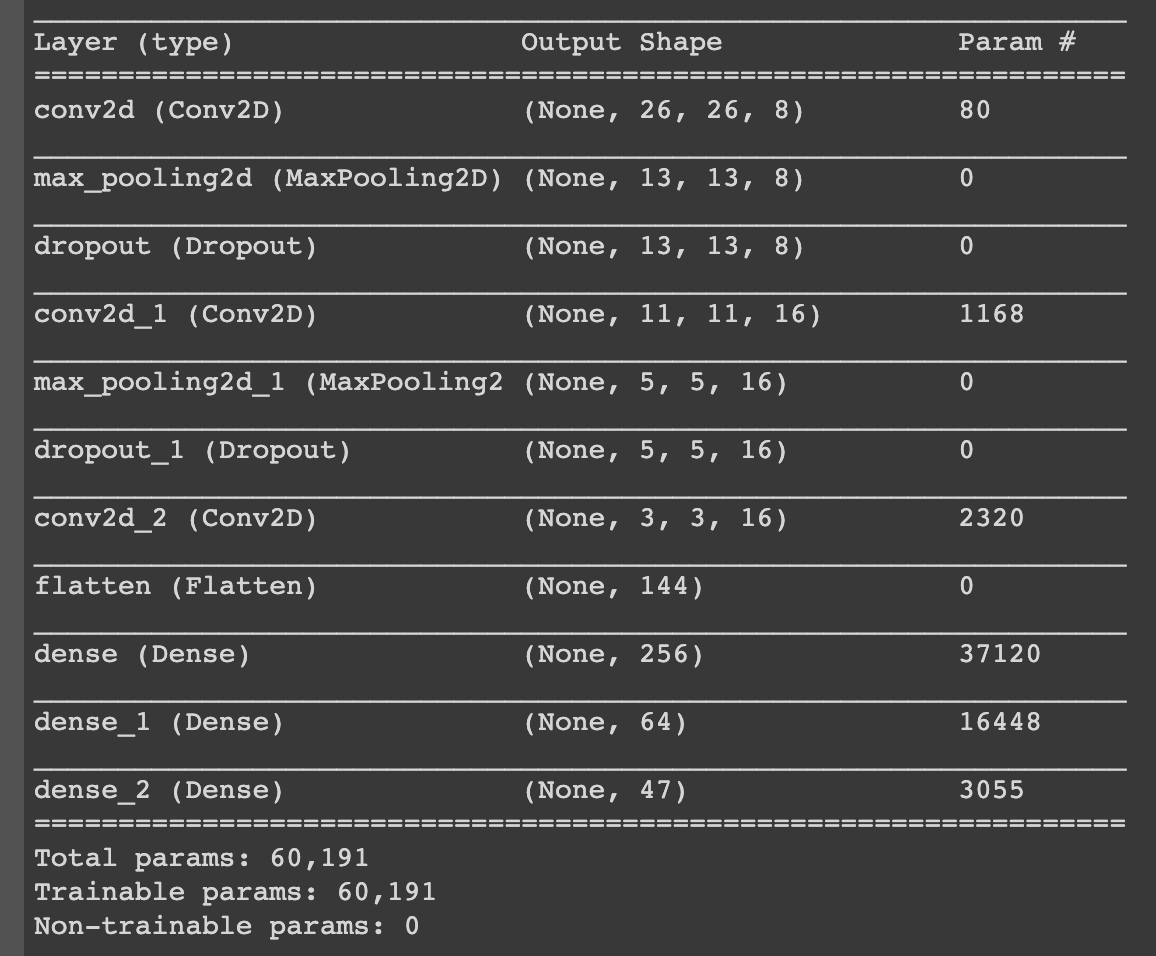 Layer (type) Output Shape Param #
=================================================================
conv2d (Conv2D) (None, 26, 26, 8) 80
max_pooling2d (MaxPooling2D) (None, 13, 13, 8) 0
dropout (Dropout) (None, 13, 13, 8) 0
conv2d_1 (Conv2D) (None, 11, 11, 16) 1168
max_pooling2d_1 (MaxPooling2 (None, 5, 5, 16) 0
dropout_1 (Dropout) (None, 5, 5, 16) 0
conv2d_2 (Conv2D) (None, 3, 3, 16) 2320
flatten (Flatten) (None, 144) 0
dense (Dense) (None, 256) 37120
dense_1 (Dense) (None, 64) 16448
dense_2 (Dense) (None, 47) 3055
=================================================================
Total params: 60,191
Trainable params: 60,191
Non-trainable params: 0